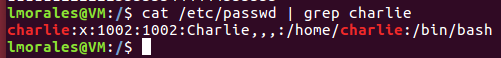 lmorales@VM:/$ cat /etc/passwd | grep charlie
charlie:x:1002:1002:Charlie,,,:/home/charlie:/bin/bash
lmorales@VM:/$